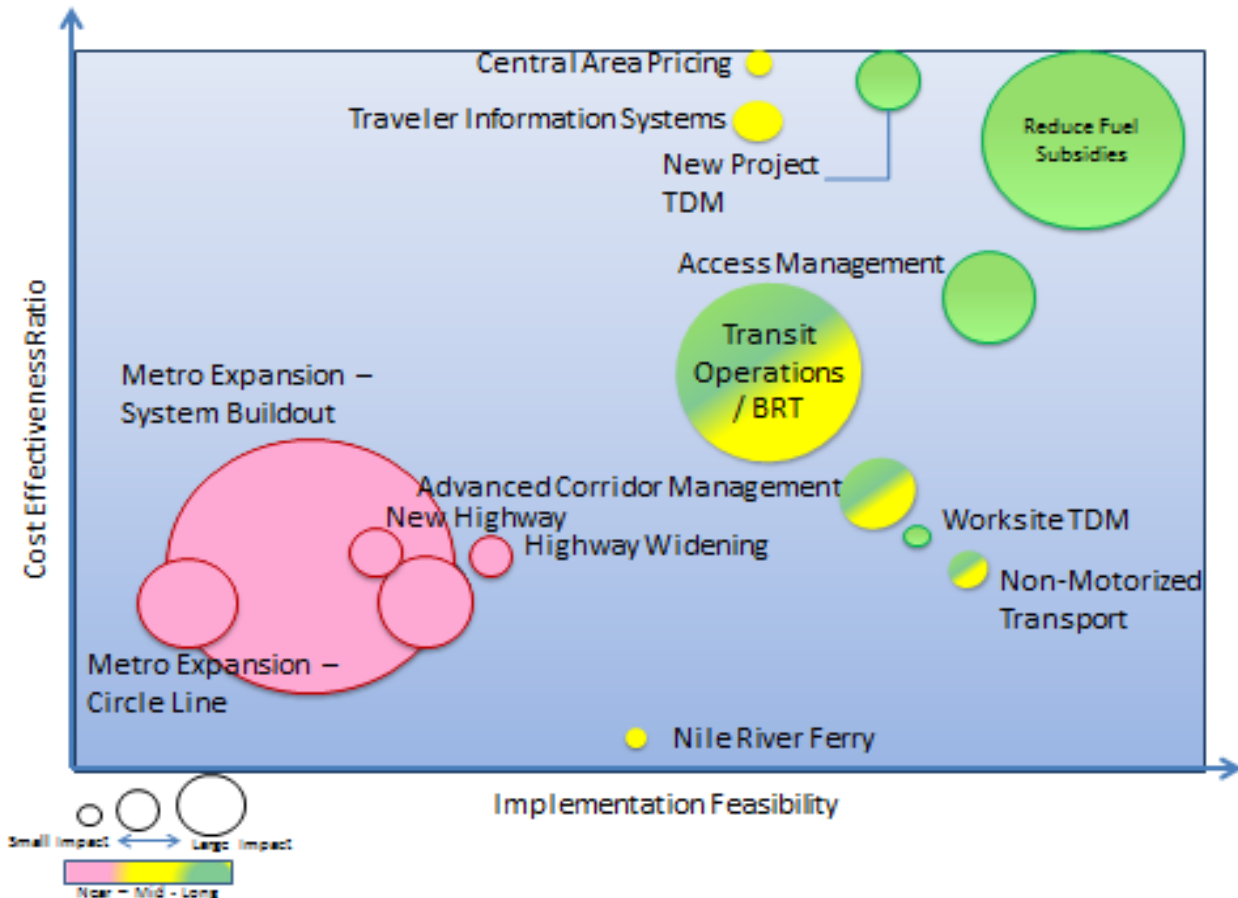 Central Area Pricing
Traveler Information Systems
New Project
TDM
Reduce Fuel
Subsidies
Access Management
Transit
Operations
/ BRT
Metro Expansion –
System Buildout
Advanced Corridor Management
New Highway
Highway Widening
Worksite TDM
Non-Motorized
Transport
Metro Expansion –
Circle Line
Nile River Ferry
Cost EffectivenessRatio
Implementation Feasibility
Small Impact
Large Impact
Near – Mid - Long